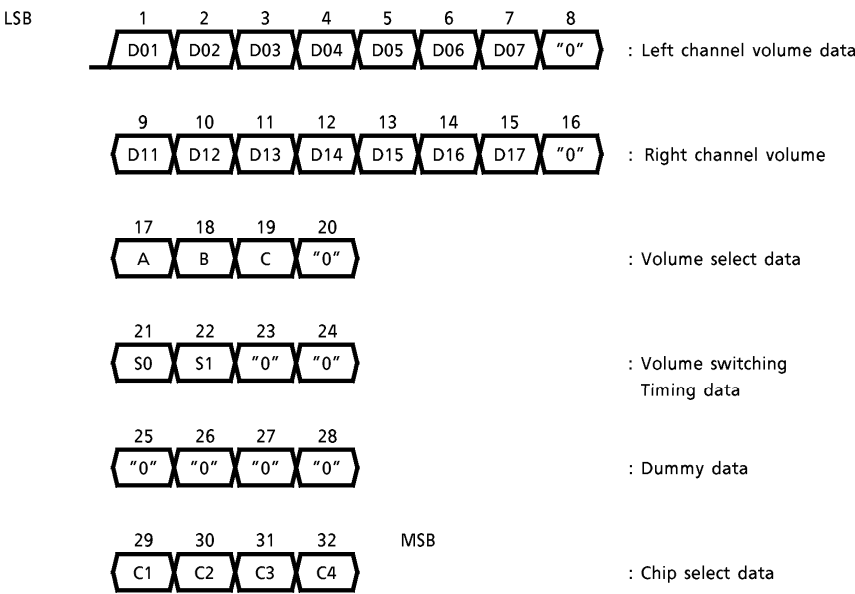 LSB
1 2 3 4 5 6 7 8
D01 D02 D03 D04 D05 D06 D07 "0" : Left channel volume data
9 10 11 12 13 14 15 16
D11 D12 D13 D14 D15 D16 D17 "0" : Right channel volume
17 18 19 20
A B C "0" : Volume select data
21 22 23 24
S0 S1 "0" "0" : Volume switching
Timing data
25 26 27 28
"0" "0" "0" "0" : Dummy data
29 30 31 32 MSB
C1 C2 C3 C4 : Chip select data